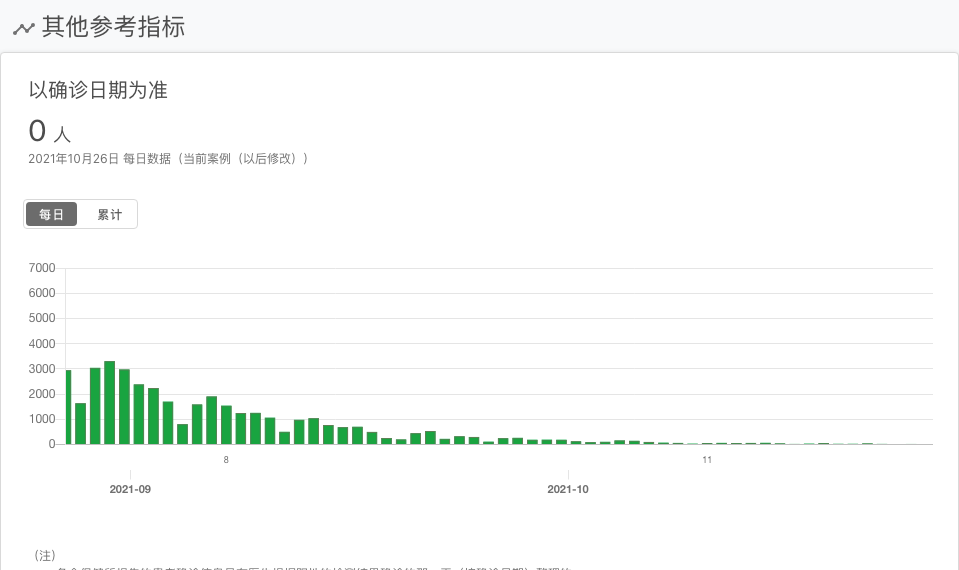 其他参考指标
以确诊日期为准
0 人
2021年10月26日 每日数据（当前案例（以后修改））
每日 累计
7000
6000
5000
4000
3000
2000
1000
0
8 11
2021-09 2021-10
（注）